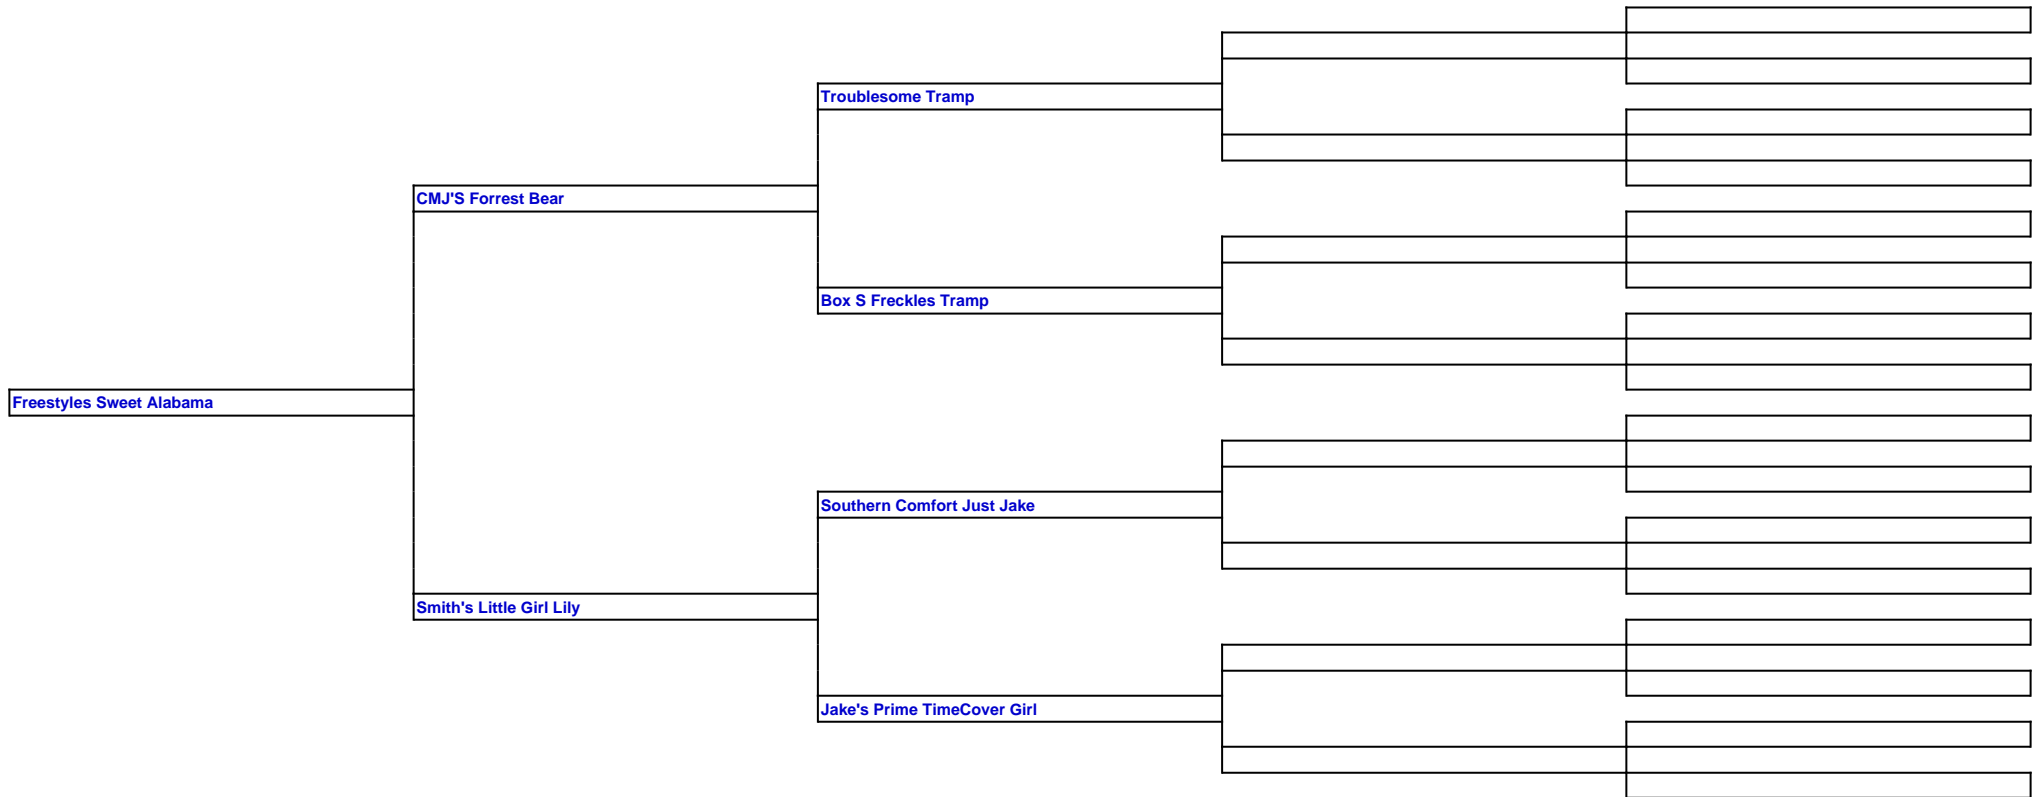 Troublesome Tramp
CMJ'S Forrest Bear
Box S Freckles Tramp
Freestyles Sweet Alabama
Southern Comfort Just Jake
Smith's Little Girl Lily
Jake's Prime TimeCover Girl